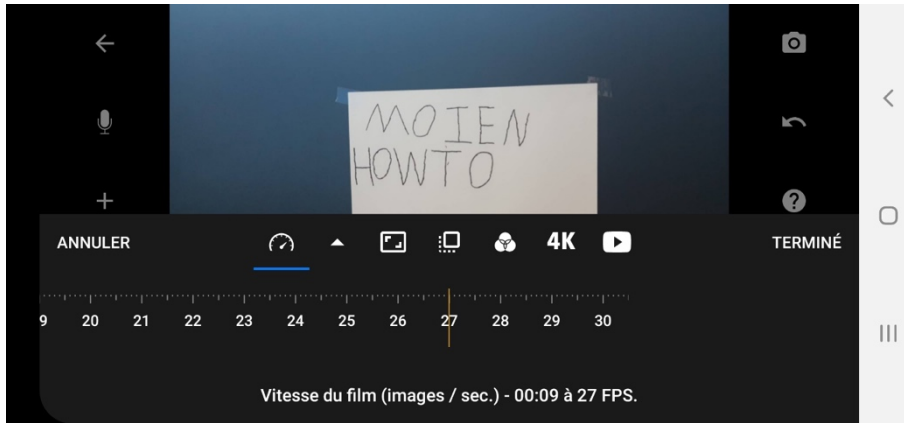 MOIEN
HOWTO
ANNULER
4K
TERMINÉ
9 20 21 22 23 24 25 26 27 28 29 30
Vitesse du film (images / sec.) - 00:09 à 27 FPS.